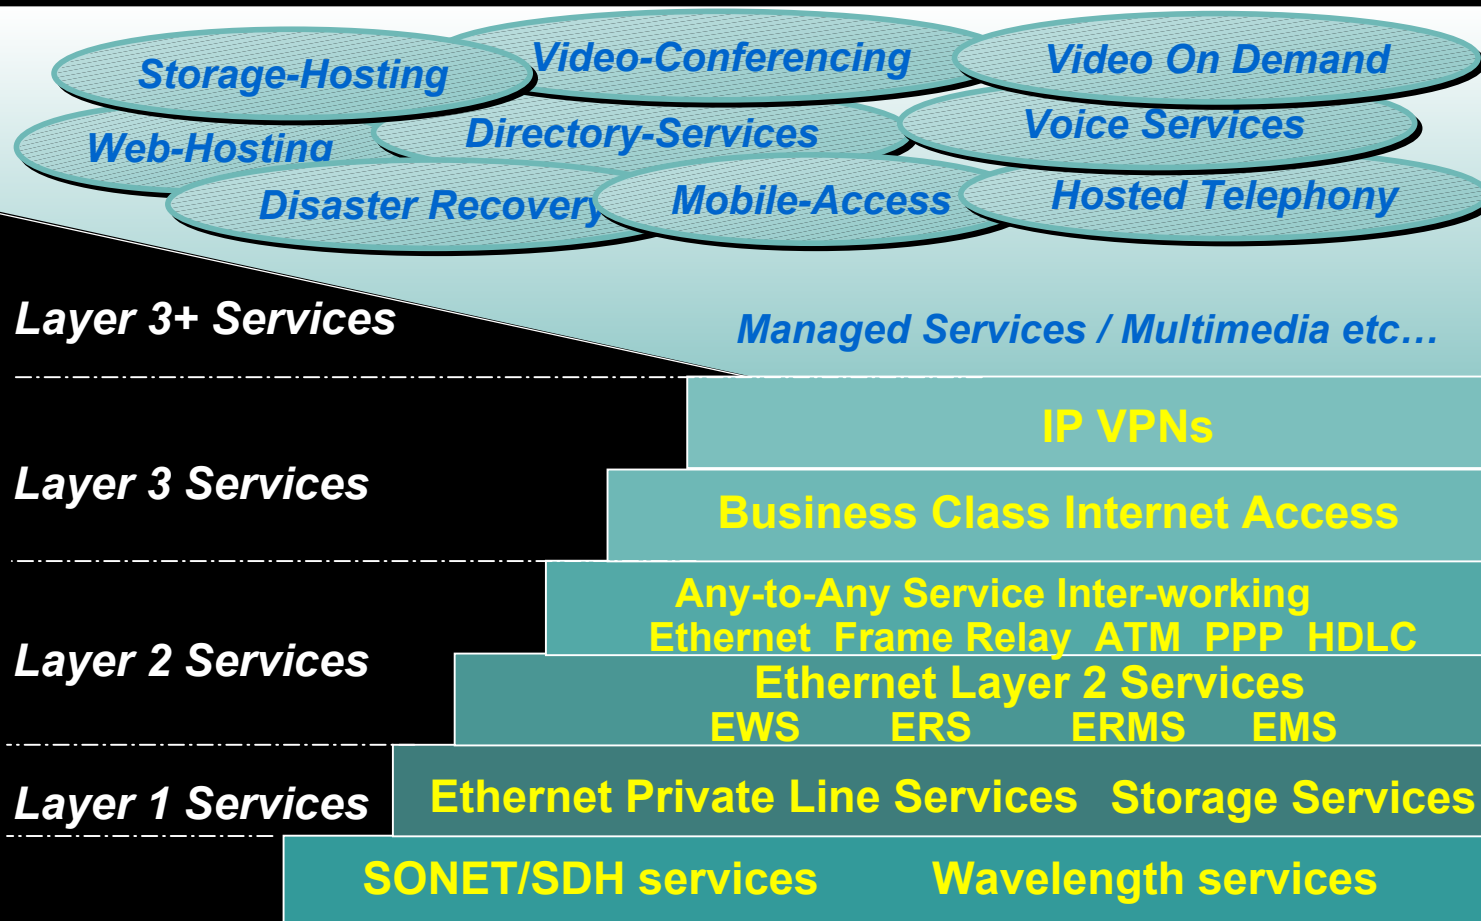 Storage-Hosting
Video-Conferencing
Video On Demand
Web-Hosting
Directory-Services
Voice Services
Disaster Recovery
Mobile-Access
Hosted Telephony
Layer 3+ Services
Managed Services / Multimedia etc…
IP VPNs
Layer 3 Services
Business Class Internet Access
Any-to-Any Service Inter-working
Ethernet Frame Relay ATM PPP HDLC
Layer 2 Services
Ethernet Layer 2 Services
EWS ERS ERMS EMS
Layer 1 Services
Ethernet Private Line Services Storage Services
SONET/SDH services Wavelength services